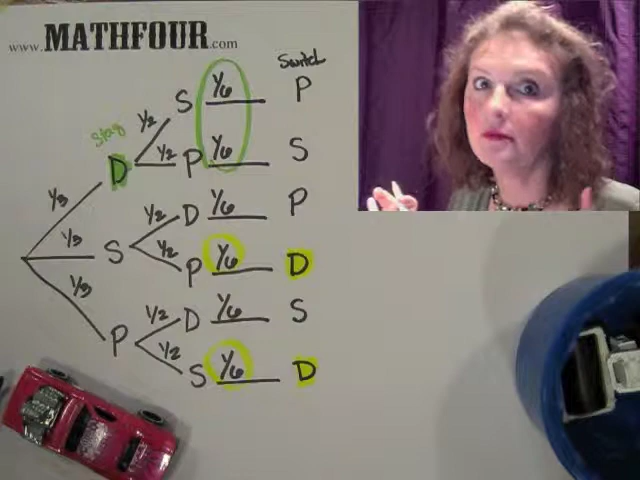 www.MATHFOUR.com
Switch
1/2 S 1/6 P
Stay
D 1/2 P 1/6 S
1/3
1/2 D 1/6 P
1/3 S
1/2 P 1/6 D
1/3
1/2 D 1/6 S
P
1/2 S 1/6 D